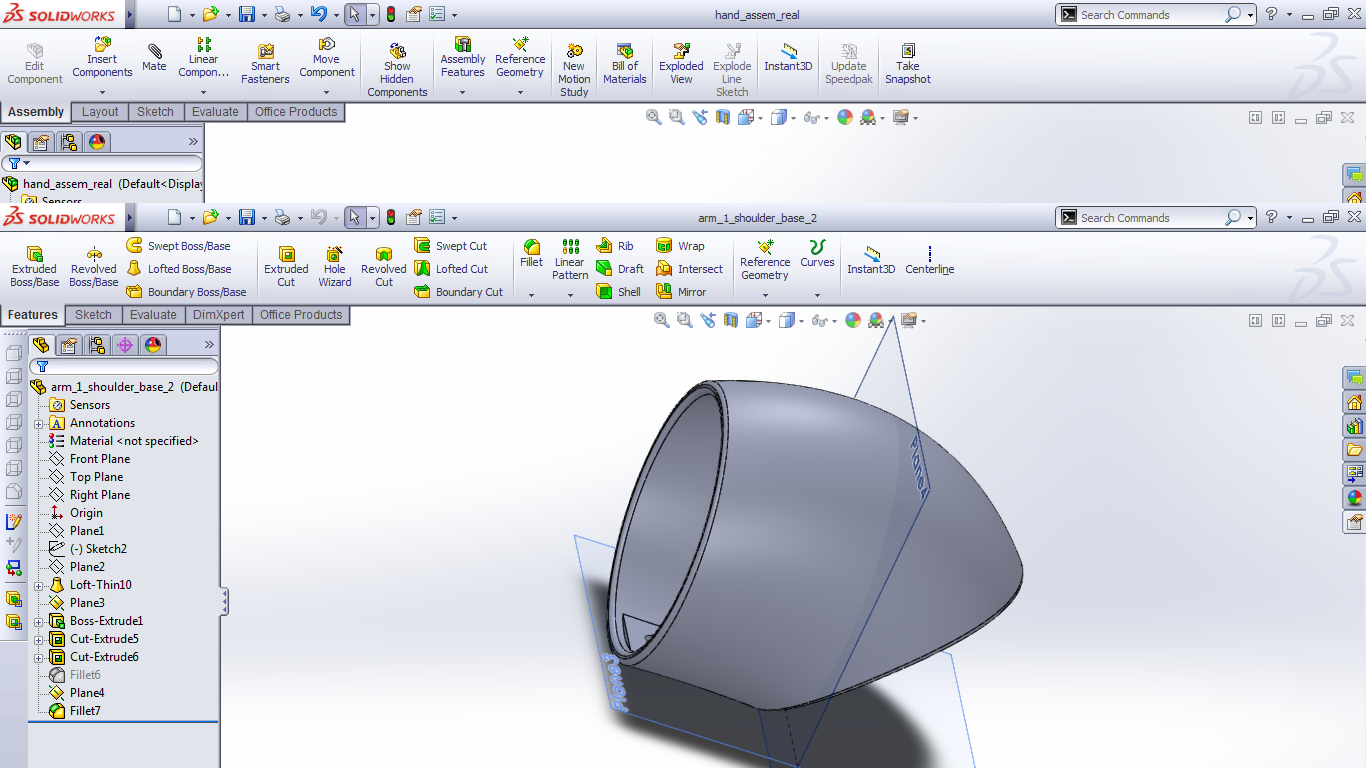 SOLIDWORKS
hand_assem_real
Search Commands
Edit Component
Insert Components
Mate
Linear Compon...
Smart Fasteners
Move Component
Show Hidden Components
Assembly Features
Reference Geometry
New Motion Study
Bill of Materials
Exploded View
Explode Line Sketch
Instant3D
Update Speedpak
Take Snapshot
Assembly
Layout
Sketch
Evaluate
Office Products
hand_assem_real (Default<Display
Sensors
SOLIDWORKS
arm_1_shoulder_base_2
Search Commands
Extruded Boss/Base
Revolved Boss/Base
Swept Boss/Base
Lofted Boss/Base
Boundary Boss/Base
Extruded Cut
Hole Wizard
Revolved Cut
Swept Cut
Lofted Cut
Boundary Cut
Fillet
Linear Pattern
Rib
Draft
Shell
Wrap
Intersect
Mirror
Reference Geometry
Curves
Instant3D
Centerline
Features
Sketch
Evaluate
DimXpert
Office Products
arm_1_shoulder_base_2 (Defaul
Sensors
Annotations
Material <not specified>
Front Plane
Top Plane
Right Plane
Origin
Plane1
(-) Sketch2
Plane2
Loft-Thin10
Plane3
Boss-Extrude1
Cut-Extrude5
Cut-Extrude6
Fillet6
Plane4
Fillet7
Plane4
Plane3